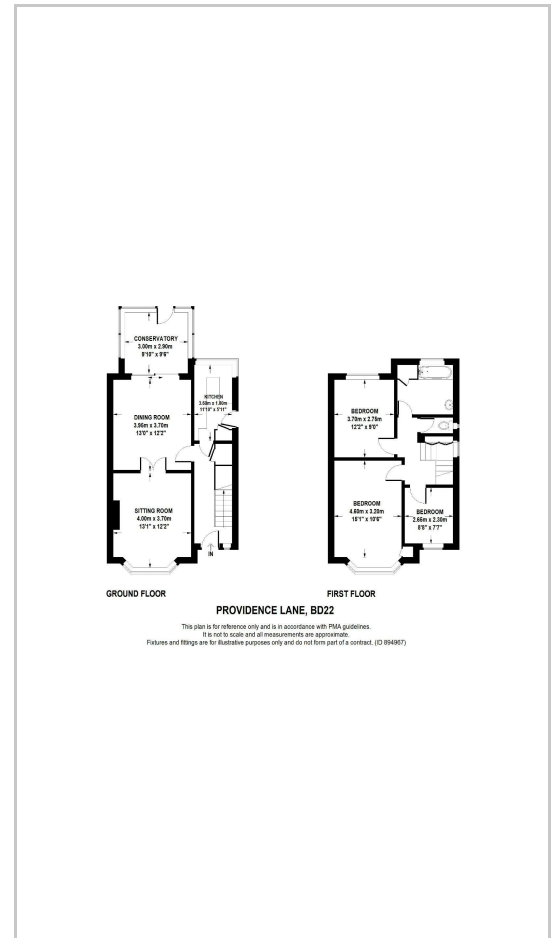 CONSERVATORY
3.00m x 2.90m
9'10" x 9'6"
KITCHEN
3.60m x 1.80m
11'10" x 5'11"
DINING ROOM
3.96m x 3.70m
13'0" x 12'2"
SITTING ROOM
4.00m x 3.70m
13'1" x 12'2"
IN
BEDROOM
3.70m x 2.75m
12'2" x 9'0"
BEDROOM
4.60m x 3.20m
15'1" x 10'6"
BEDROOM
2.65m x 2.30m
8'8" x 7'7"
GROUND FLOOR
FIRST FLOOR
PROVIDENCE LANE, BD22
This plan is for reference only and is in accordance with PMA guidelines.
It is not to scale and all measurements are approximate.
Fixtures and fittings are for illustrative purposes only and do not form part of a contract. (ID 894967)